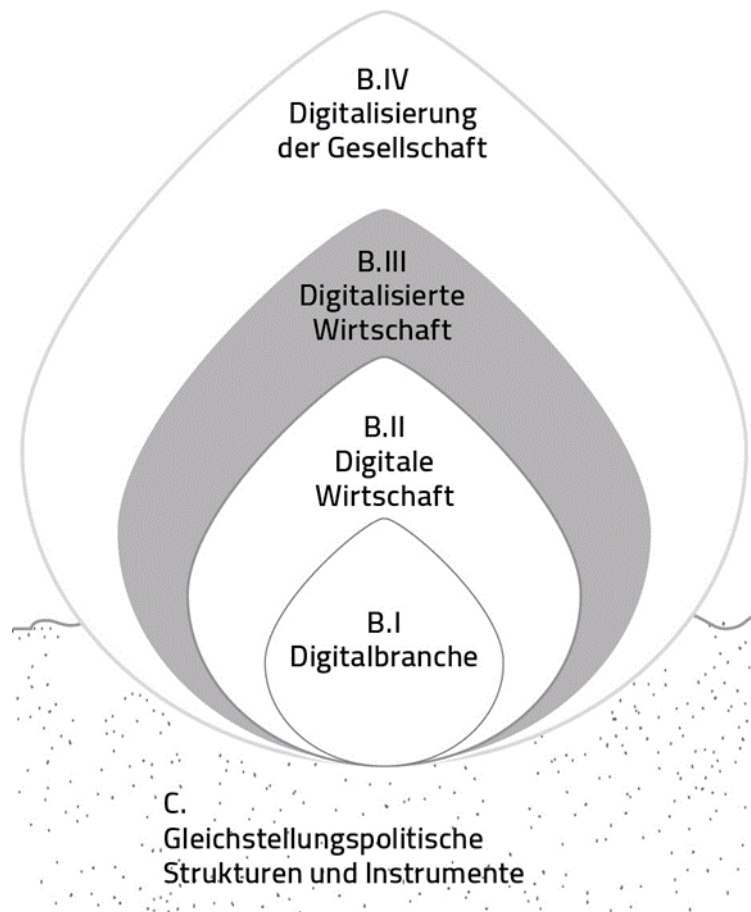 B.IV
Digitalisierung
der Gesellschaft
B.III
Digitalisierte
Wirtschaft
B.II
Digitale
Wirtschaft
B.I
Digitalbranche
C.
Gleichstellungspolitische
Strukturen und Instrumente